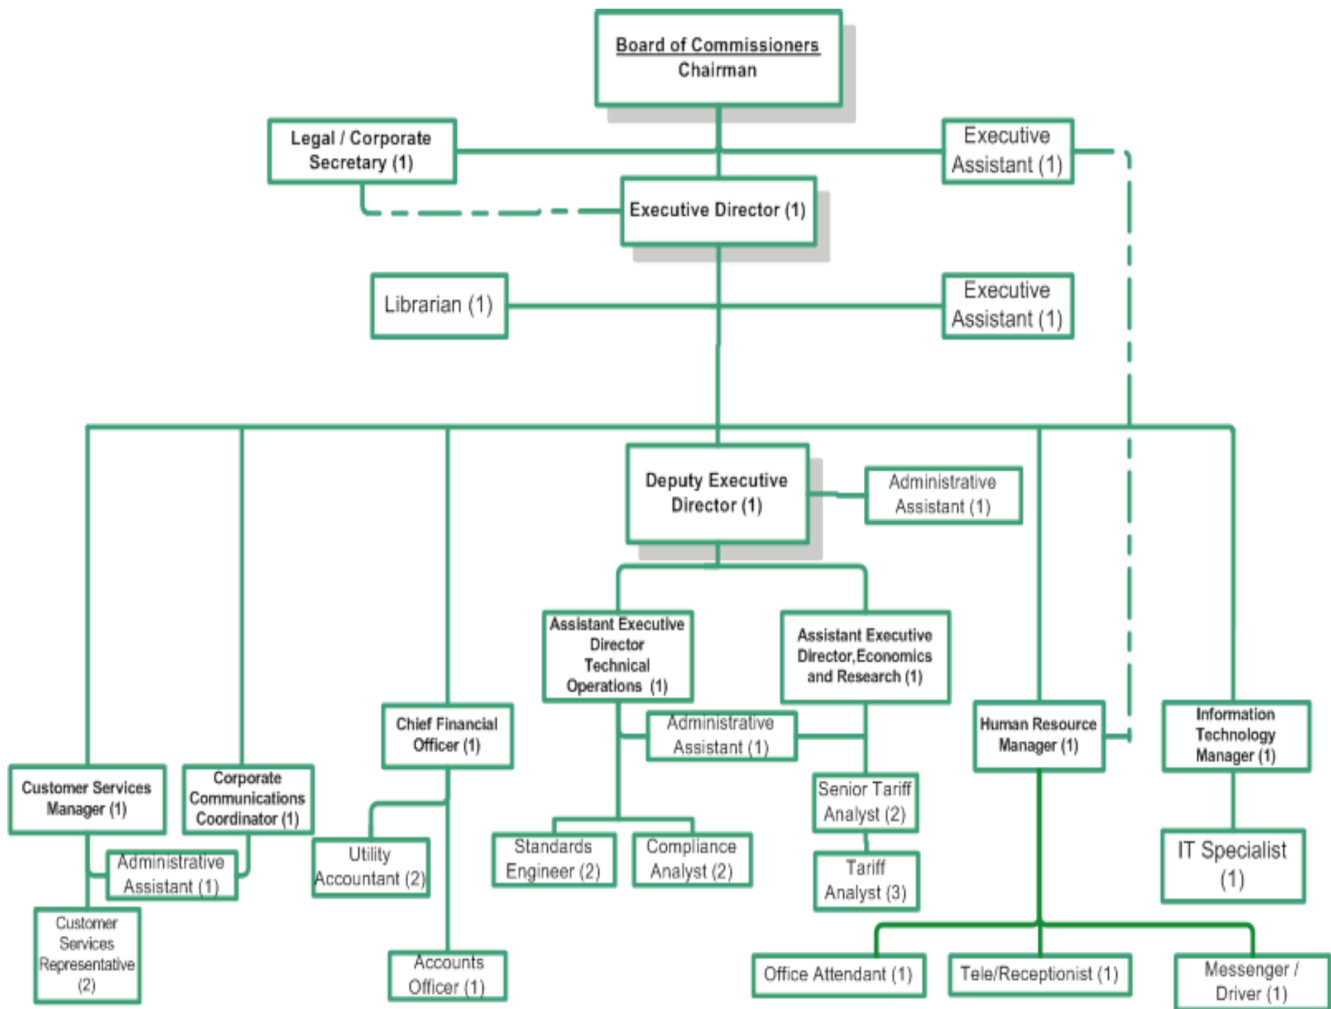 Board of Commissioners
Chairman
Legal / Corporate
Secretary (1)
Executive
Assistant (1)
Executive Director (1)
Librarian (1)
Executive
Assistant (1)
Deputy Executive
Director (1)
Administrative
Assistant (1)
Assistant Executive
Director
Technical
Operations (1)
Assistant Executive
Director,Economics
and Research (1)
Chief Financial
Officer (1)
Administrative
Assistant (1)
Human Resource
Manager (1)
Information
Technology
Manager (1)
Customer Services
Manager (1)
Corporate
Communications
Coordinator (1)
Senior Tariff
Analyst (2)
Administrative
Assistant (1)
Utility
Accountant (2)
Standards
Engineer (2)
Compliance
Analyst (2)
Tariff
Analyst (3)
IT Specialist
(1)
Customer
Services
Representative
(2)
Accounts
Officer (1)
Office Attendant (1)
Tele/Receptionist (1)
Messenger /
Driver (1)